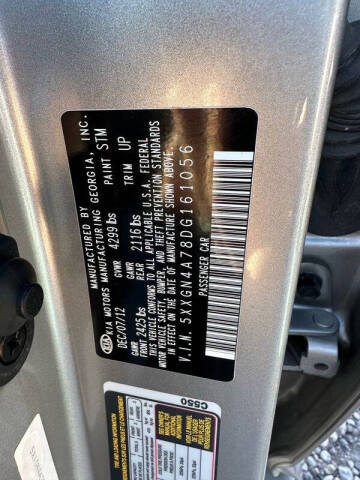 KIA MOTORS MANUFACTURING GEORGIA, INC.
MANUFACTURED BY
DEC/07/12 GVWR 4299 lbs PAINT STM
GAWR FRONT 2425 lbs GAWR REAR 2116 lbs TRIM UP
THIS VEHICLE CONFORMS TO ALL APPLICABLE U.S.A. FEDERAL
MOTOR VEHICLE SAFETY, BUMPER, AND THEFT PREVENTION STANDARDS
IN EFFECT ON THE DATE OF MANUFACTURE SHOWN ABOVE.
V.I.N. 5XXGN4A78DG161056
PASSENGER CAR
C550